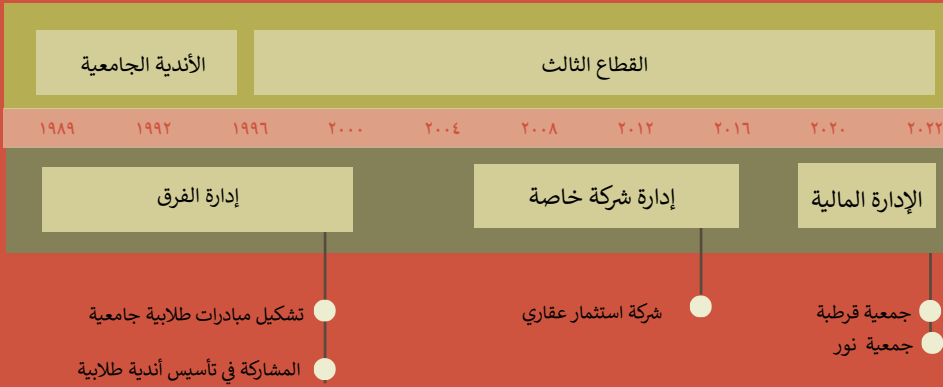 الأندية الجامعية
القطاع الثالث
١٩٨٩ ١٩٩٢ ١٩٩٦ ٢٠٠٠ ٢٠٠٤ ٢٠٠٨ ٢٠١٢ ٢٠١٦ ٢٠٢٠ ٢٠٢٢
إدارة الفرق
إدارة شركة خاصة
الإدارة المالية
تشكيل مبادرات طلابية جامعية
المشاركة في تأسيس أندية طلابية
شركة استثمار عقاري
جمعية قرطبة
جمعية نور